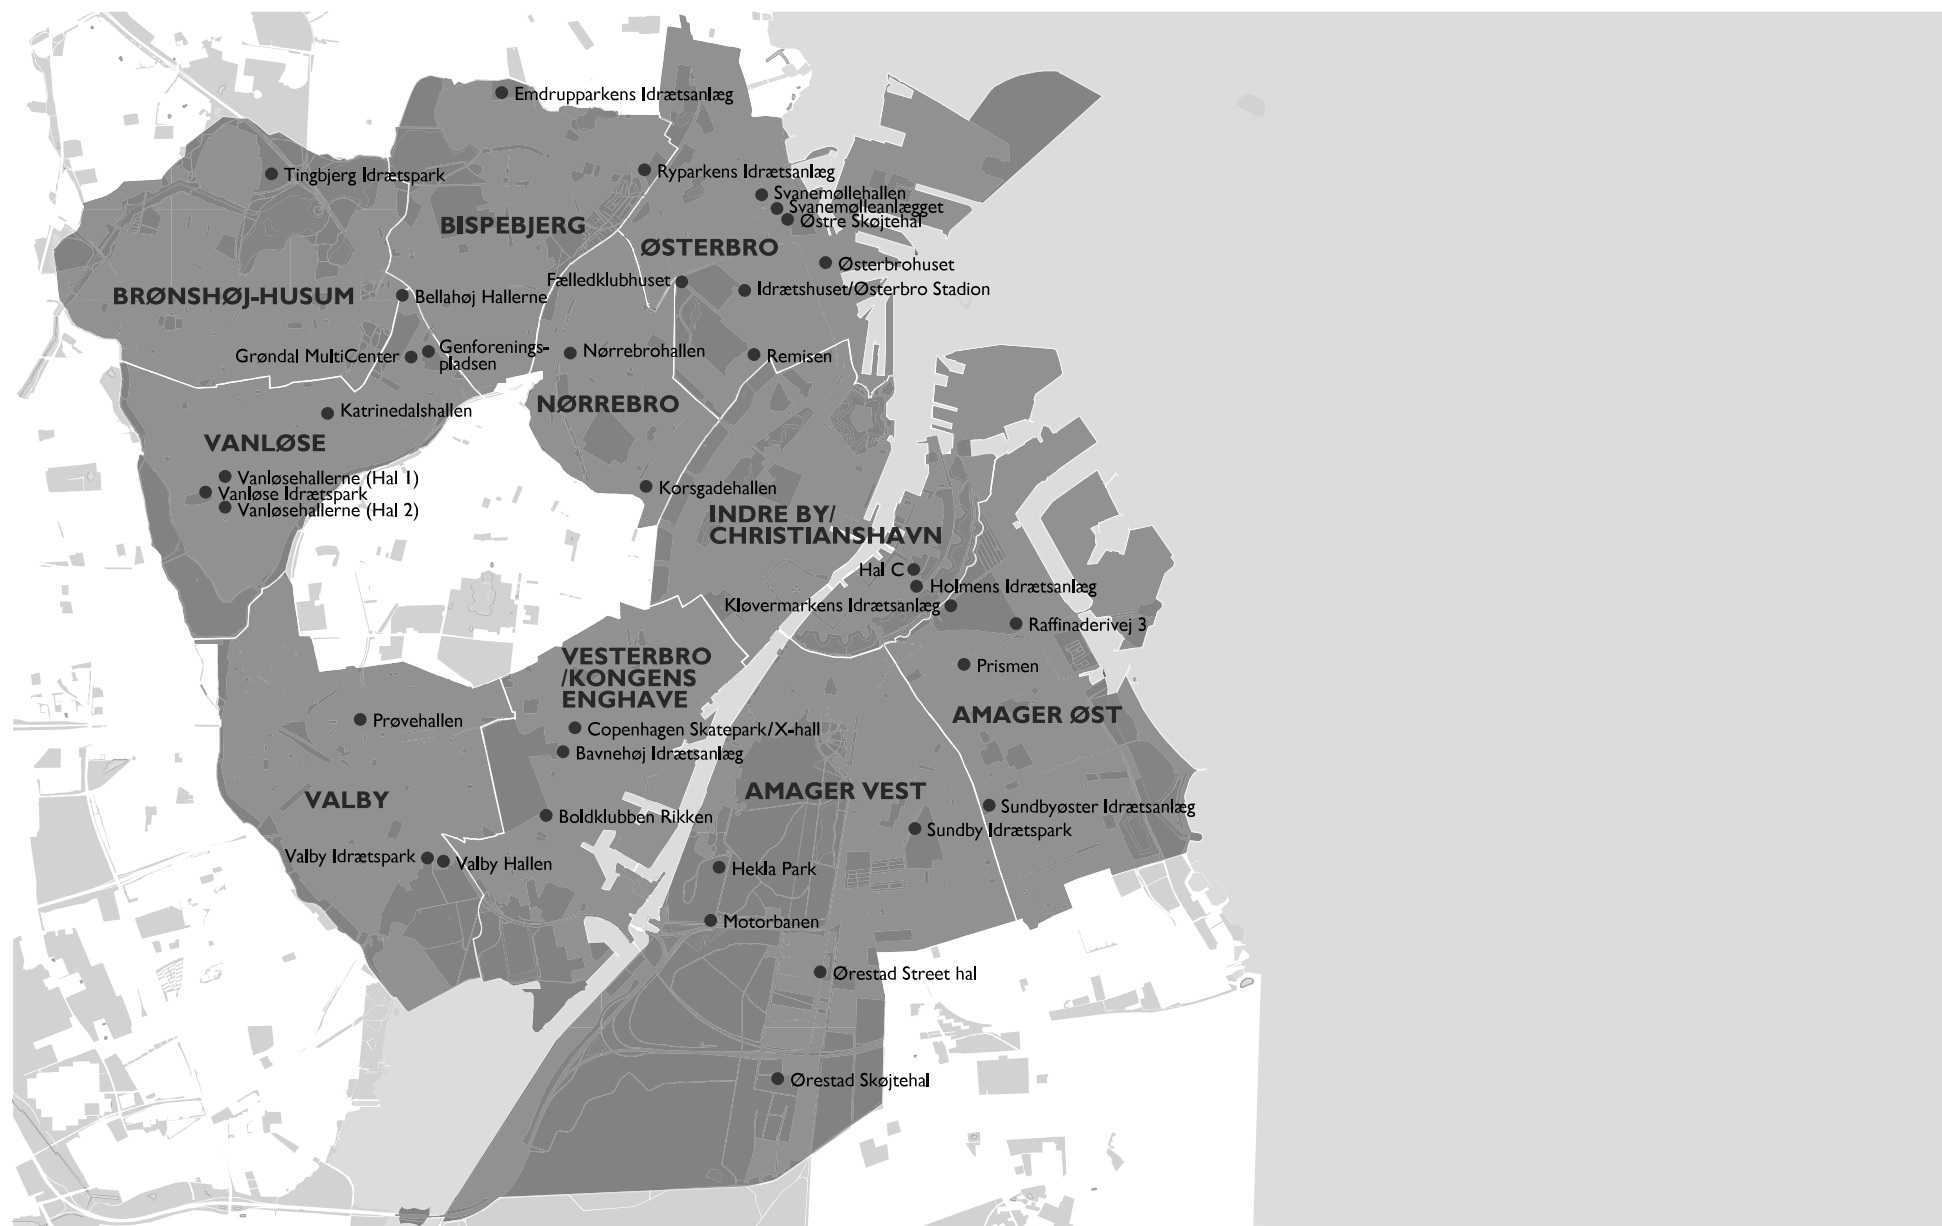 Emdrupparkens Idrætsanlæg
Tingbjerg Idrætspark
Ryparkens Idrætsanlæg
Svanemøllehallen
Svanemølleanlægget
Østre Skøjtehal
BISPEBJERG
ØSTERBRO
Østerbrohuset
Fælledklubhuset
Idrætshuset/Østerbro Stadion
BRØNSHØJ-HUSUM
Bellahøj Hallerne
Grøndal MultiCenter
Genforenings-
pladsen
Nørrebrohallen
Remisen
NØRREBRO
Katrinedalshallen
VANLØSE
Vanløsehallerne (Hal 1)
Vanløse Idrætspark
Vanløsehallerne (Hal 2)
Korsgadehallen
INDRE BY/
CHRISTIANSHAVN
Hal C
Holmens Idrætsanlæg
Kløvermarkens Idrætsanlæg
Raffinaderivej 3
VESTERBRO
/KONGENS
ENGHAVE
Prismen
Prøvehallen
AMAGER ØST
Copenhagen Skatepark/X-hall
Bavnehøj Idrætsanlæg
VALBY
AMAGER VEST
Boldklubben Rikken
Sundbyøster Idrætsanlæg
Sundby Idrætspark
Valby Idrætspark
Valby Hallen
Hekla Park
Motorbanen
Ørestad Street hal
Ørestad Skøjtehal